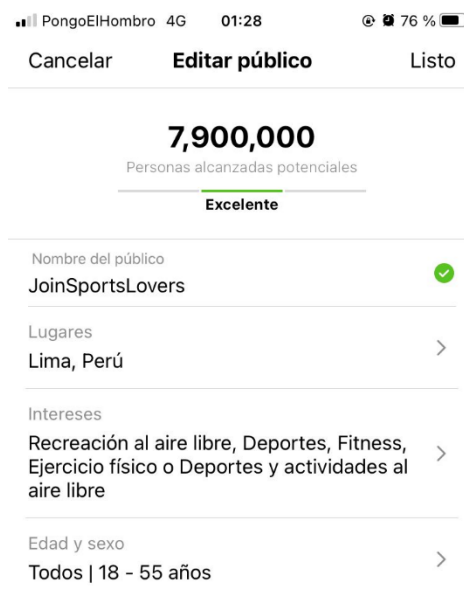 PongoElHombro 4G 01:28 76 %
Cancelar Editar público Listo
7,900,000
Personas alcanzadas potenciales
Excelente
Nombre del público
JoinSportsLovers
Lugares
Lima, Perú
Intereses
Recreación al aire libre, Deportes, Fitness,
Ejercicio físico o Deportes y actividades al
aire libre
Edad y sexo
Todos | 18 - 55 años